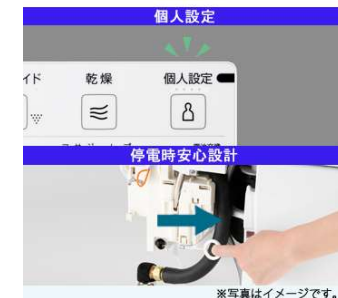 個人設定
イド
乾燥
個人設定
停電時安心設計
※写真はイメージです。